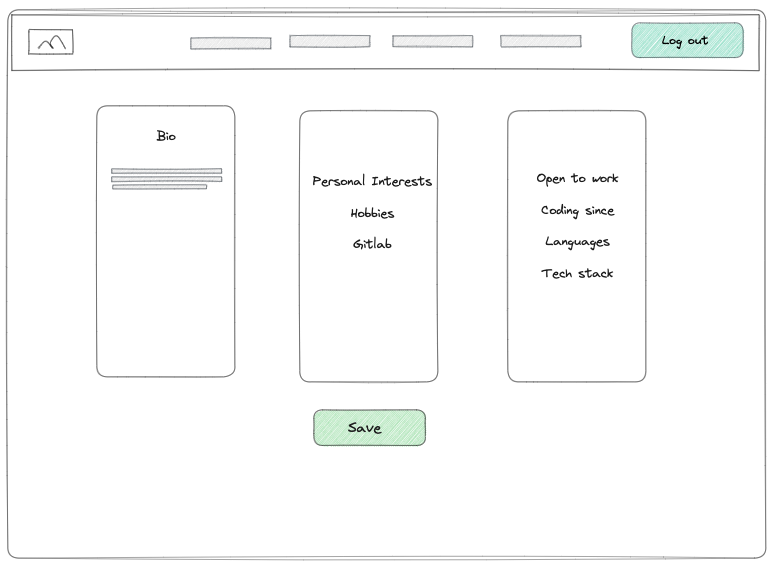 Log out
Bio
Personal Interests
Hobbies
Gitlab
Open to work
Coding since
Languages
Tech stack
Save